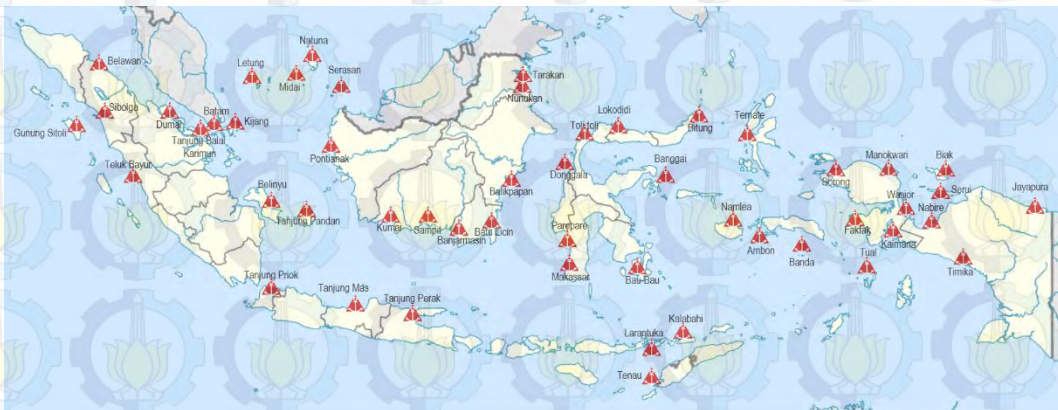 Natuna
Belawan
Letung
Midai
Serasan
Tarakan
Nunukan
Sibolga
Gunung Sitoli
Dumai
Batam
Kijang
Tanjung Balai
Karimun
Lokodidi
Toli-toli
Bitung
Ternate
Pontianak
Teluk Bayur
Donggala
Banggai
Manokwari
Biak
Sorong
Balikpapan
Belinyu
Wasior
Serui
Jayapura
Tanjung Pandan
Kumai
Sampit
Banjarmasin
Batu Licin
Namlea
Fakfak
Nabire
Parepare
Ambon
Banda
Kaimana
Tual
Timika
Makassar
Bau Bau
Tanjung Priok
Tanjung Mas
Tanjung Perak
Kalabahi
Larantuka
Tenau